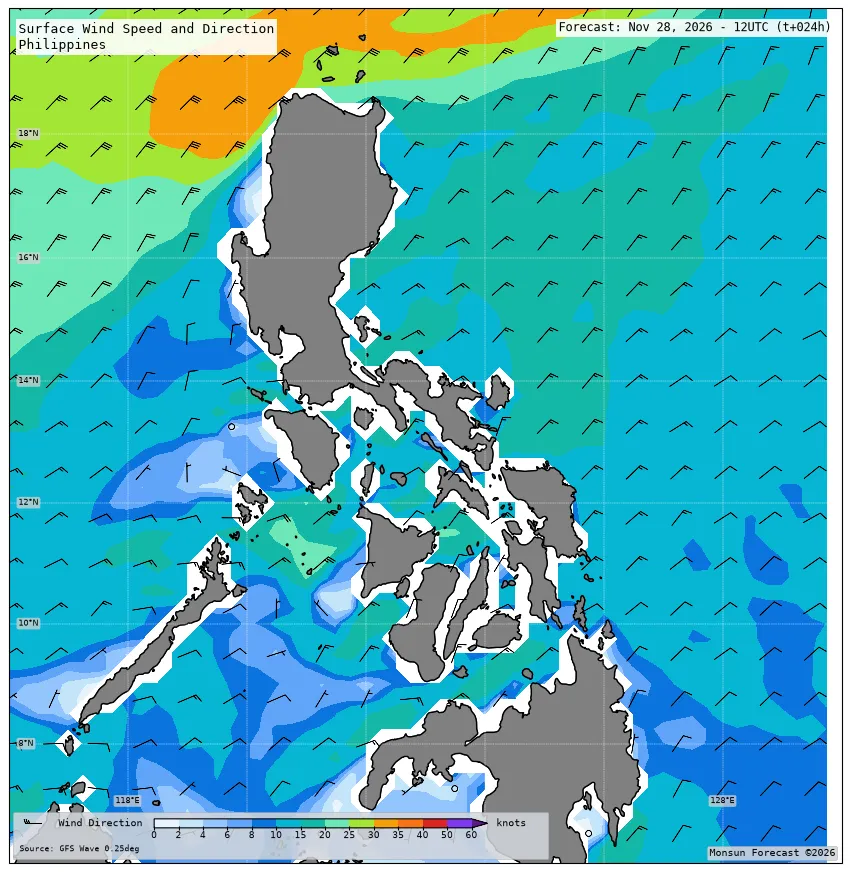 Surface Wind Speed and Direction
Philippines
Forecast: Nov 28, 2026 - 12UTC (t+024h)
18°N
16°N
14°N
12°N
10°N
8°N
118°E
128°E
Wind Direction
0 2 4 6 8 10 15 20 25 30 35 40 50 60
knots
Source: GFS Wave 0.25deg
Monsun Forecast ©2026